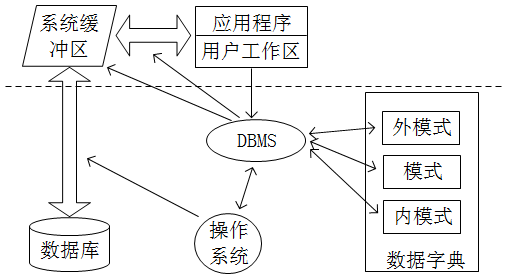 系统缓
冲区
应用程序
用户工作区
DBMS
外模式
模式
内模式
数据字典
操作
系统
数据库